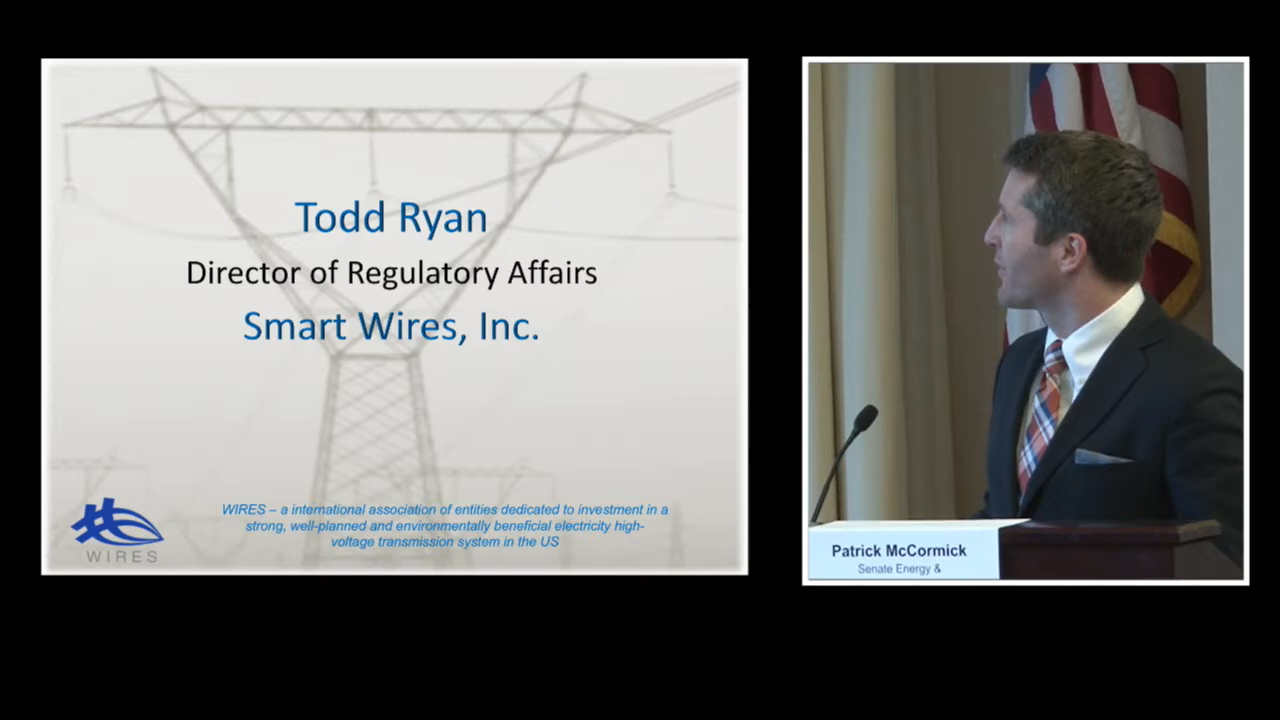 Todd Ryan
Director of Regulatory Affairs
Smart Wires, Inc.
WIRES – a international association of entities dedicated to investment in a
strong, well-planned and environmentally beneficial electricity high-
voltage transmission system in the US
WIRES
Patrick McCormick
Senate Energy &